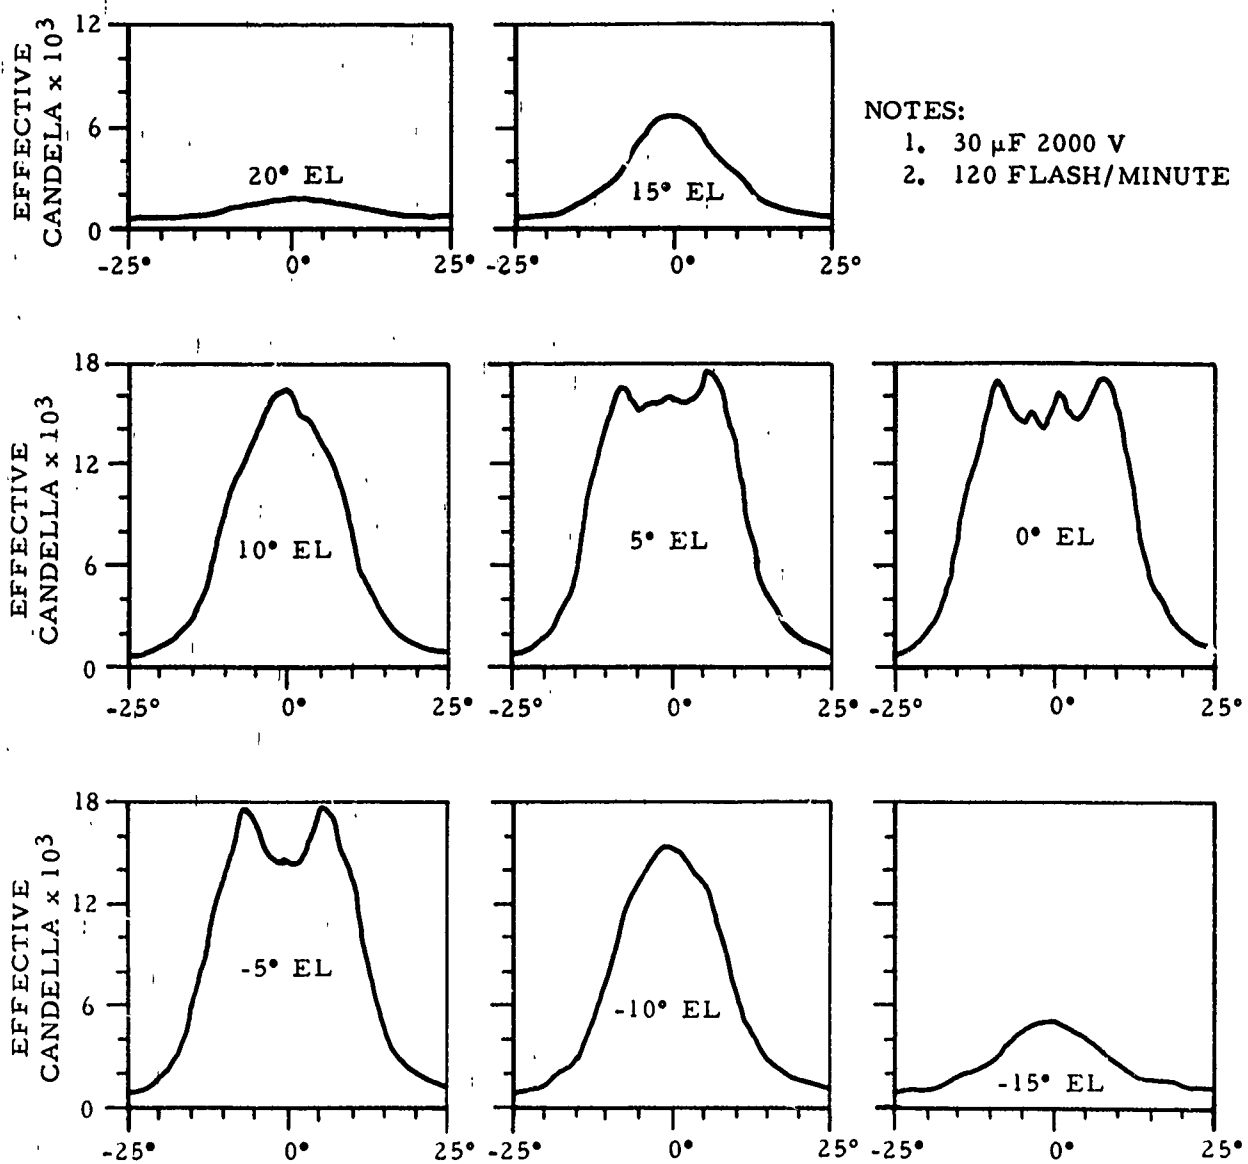 EFFECTIVE
CANDELA x 10³
12
6
0
20° EL
-25°
0°
25°
15° EL
-25°
0°
25°
NOTES:
1. 30 µF 2000 V
2. 120 FLASH/MINUTE
EFFECTIVE
CANDELLA x 10³
18
12
6
0
10° EL
-25°
0°
25°
5° EL
-25°
0°
25°
0° EL
-25°
0°
25°
EFFECTIVE
CANDELLA x 10³
18
12
6
0
-5° EL
-25°
0°
25°
-10° EL
-25°
0°
25°
-15° EL
-25°
0°
25°